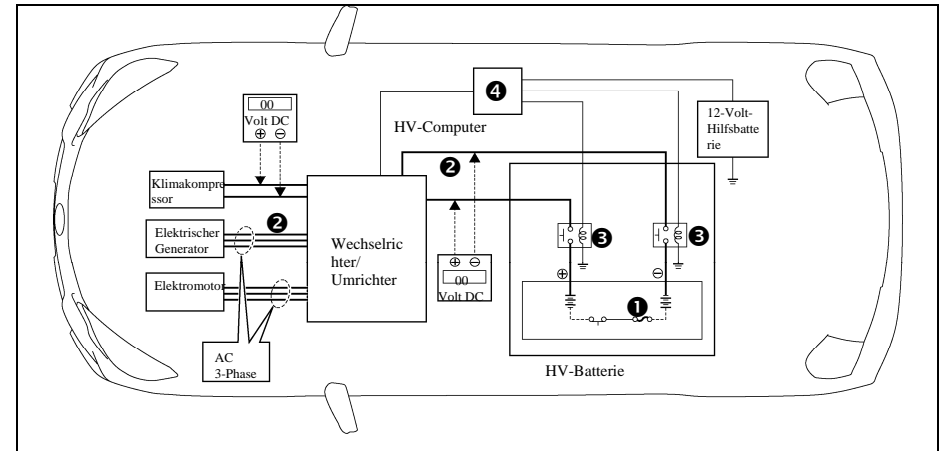 ❹
00
Volt DC
⊕ ⊖
HV-Computer
12-Volt-
Hilfsbatte
rie
❷
Klimakompre
ssor
❷
Elektrischer
Generator
Wechselric
hter/
Umrichter
❸
❸
Elektromotor
⊕ ⊖
00
Volt DC
⊕
⊖
❶
AC
3-Phase
HV-Batterie